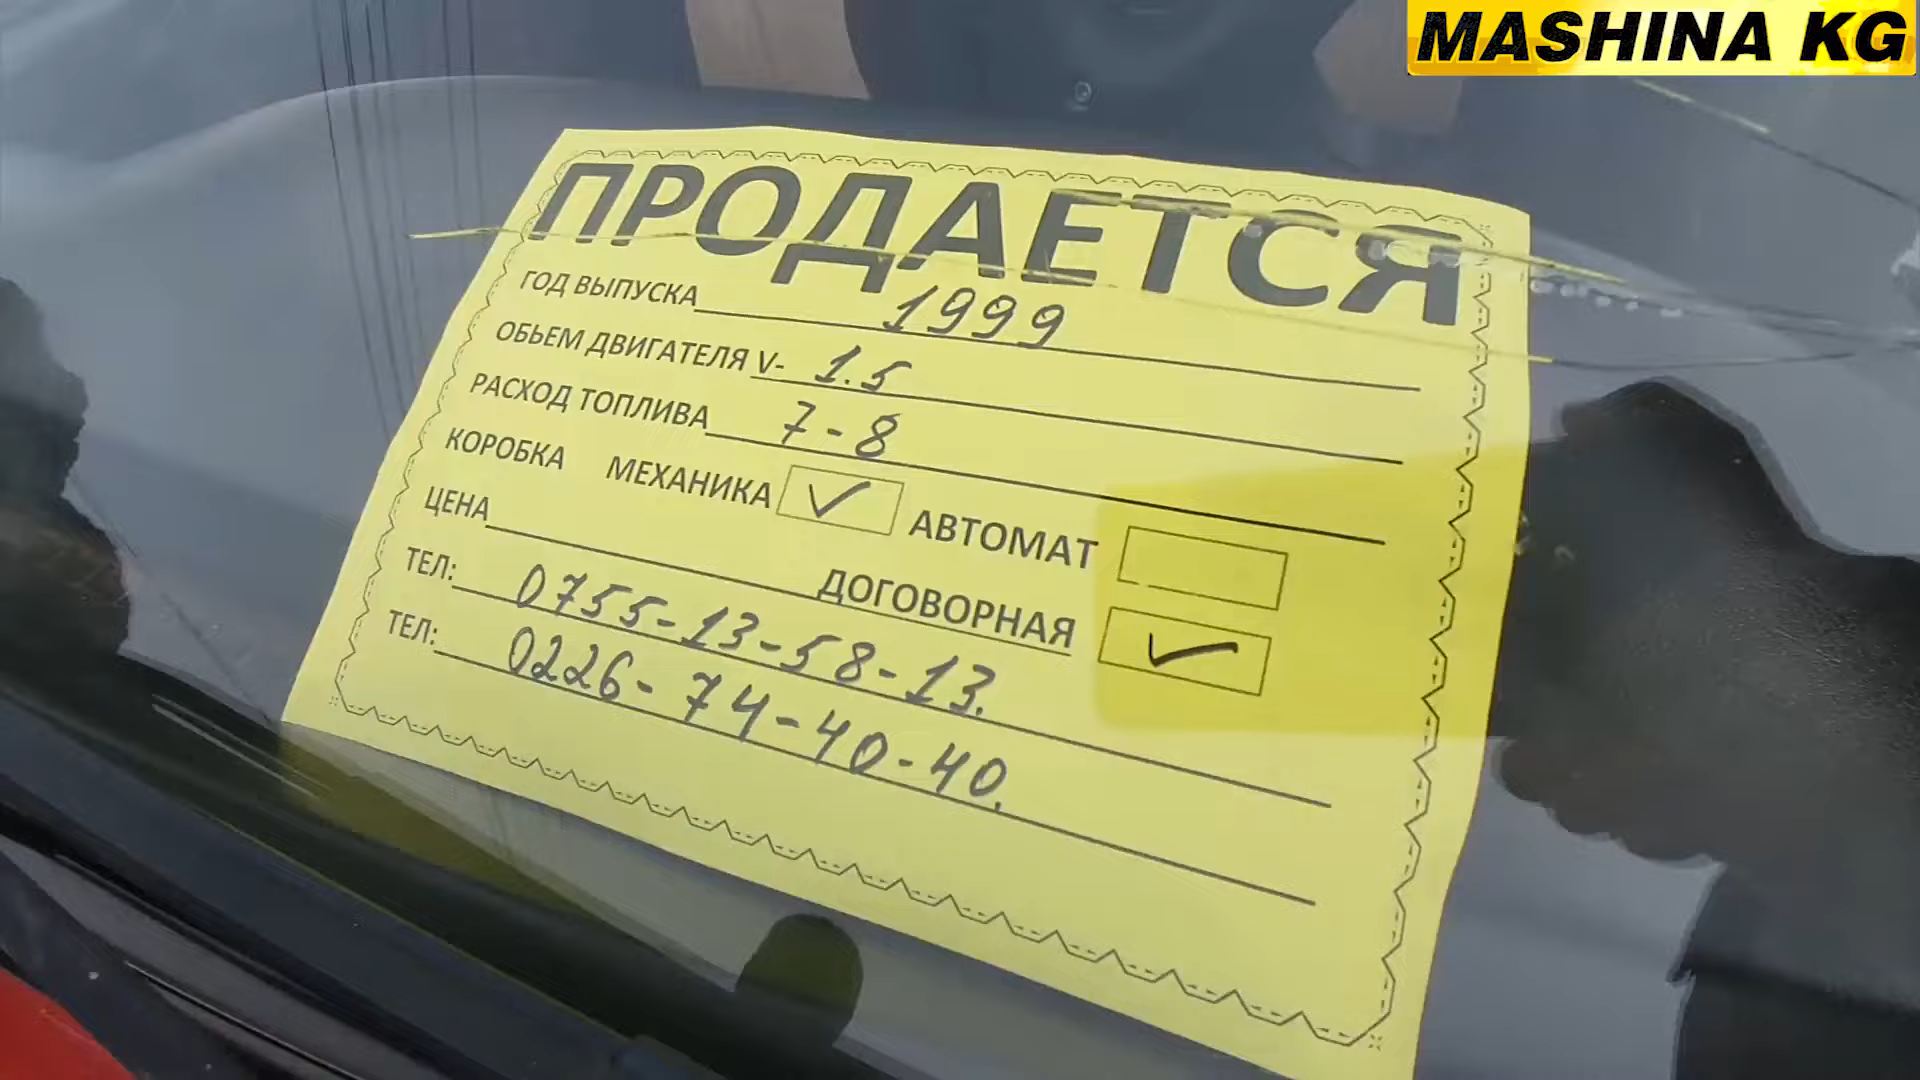 MASHINA KG
ПРОДАЕТСЯ
ГОД ВЫПУСКА 1999
ОБЬЕМ ДВИГАТЕЛЯ V- 1.5
РАСХОД ТОПЛИВА 7-8
КОРОБКА МЕХАНИКА ✓ АВТОМАТ
ЦЕНА ДОГОВОРНАЯ ✓
ТЕЛ: 0755-13-58-13.
ТЕЛ: 0226-74-40-40.